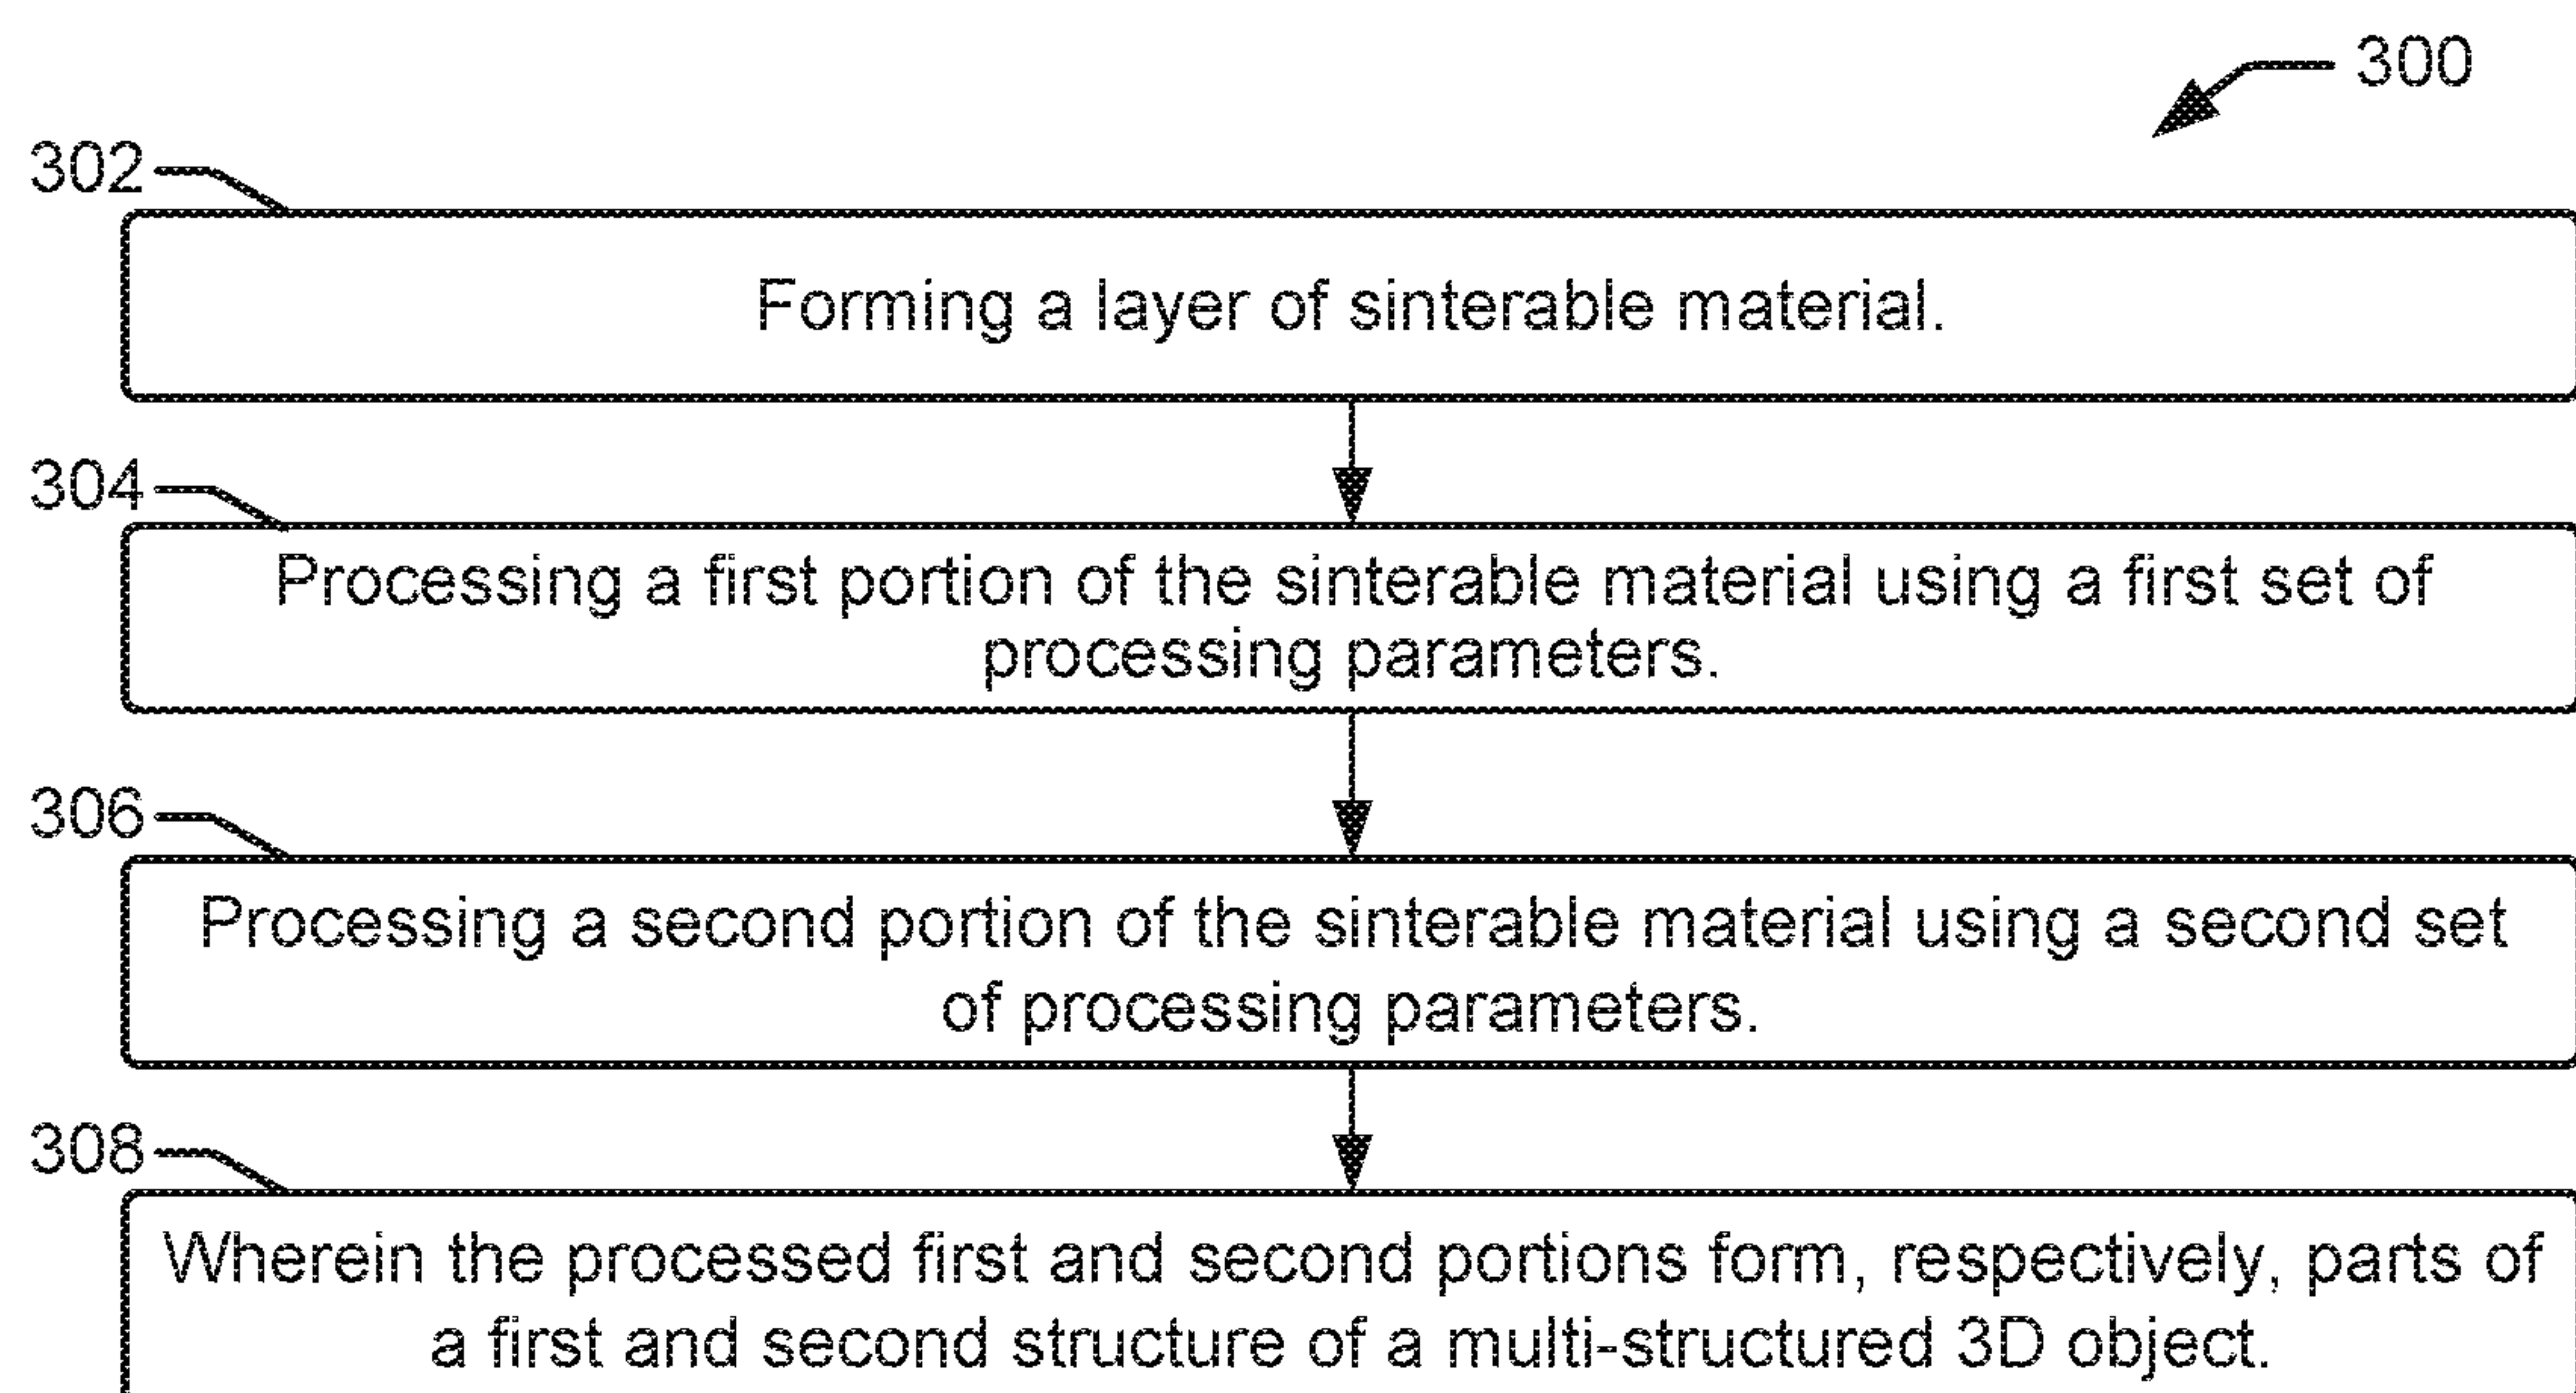 300
302
Forming a layer of sinterable material.
304
Processing a first portion of the sinterable material using a first set of
processing parameters.
306
Processing a second portion of the sinterable material using a second set
of processing parameters.
308
Wherein the processed first and second portions form, respectively, parts of
a first and second structure of a multi-structured 3D object.